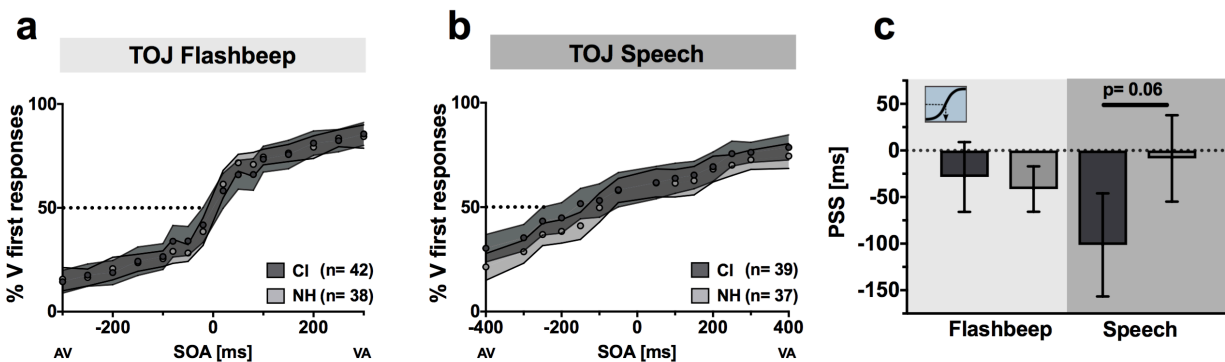 a
TOJ Flashbeep
% V first responses
100
50
0
-200
0
200
AV
SOA [ms]
VA
CI (n= 42)
NH (n= 38)
b
TOJ Speech
% V first responses
100
50
0
-400
-200
0
200
400
AV
SOA [ms]
VA
CI (n= 39)
NH (n= 37)
c
p= 0.06
PSS [ms]
50
0
-50
-100
-150
Flashbeep
Speech